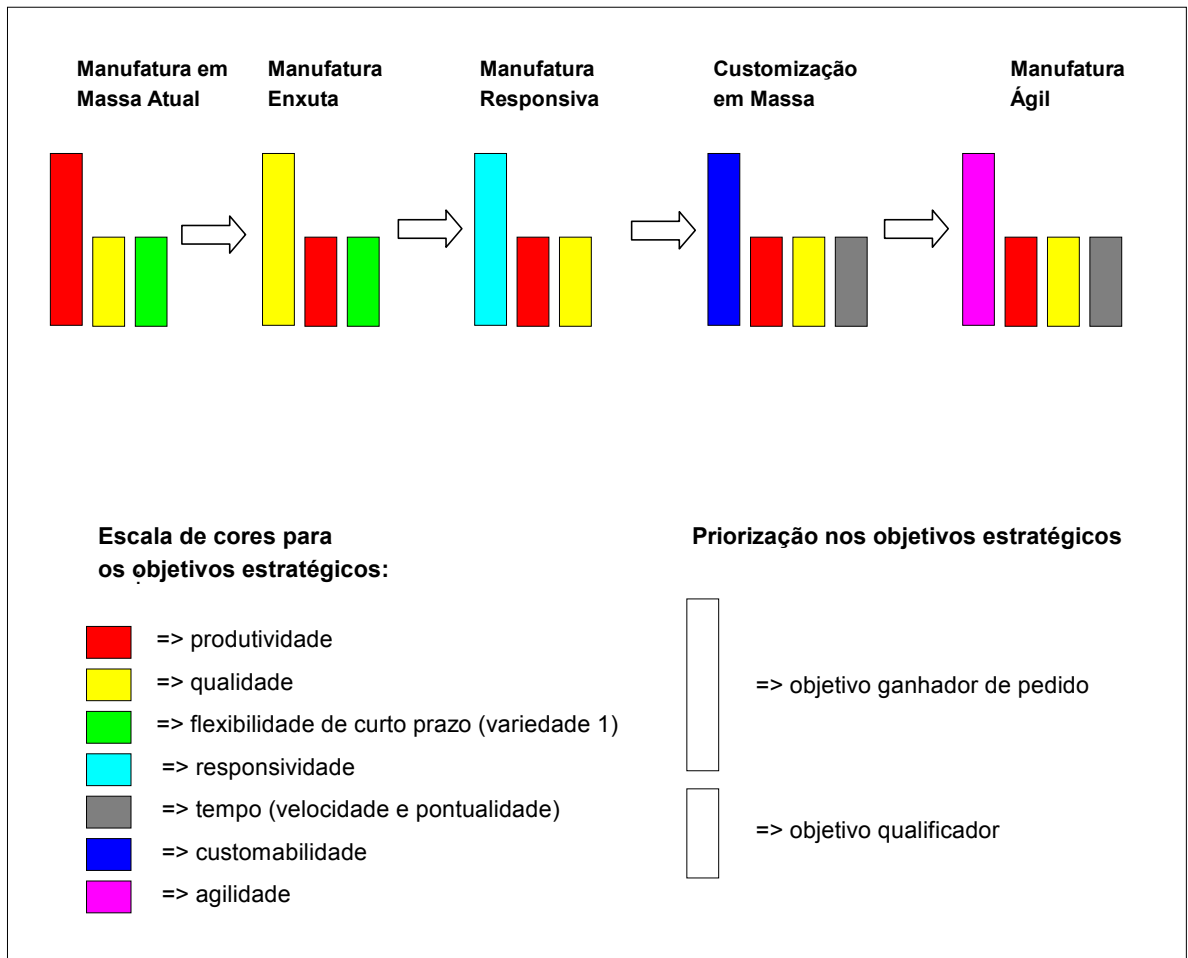 Manufatura em
Massa Atual
Manufatura
Enxuta
Manufatura
Responsiva
Customização
em Massa
Manufatura
Ágil
Escala de cores para
os objetivos estratégicos:
=> produtividade
=> qualidade
=> flexibilidade de curto prazo (variedade 1)
=> responsividade
=> tempo (velocidade e pontualidade)
=> customabilidade
=> agilidade
Priorização nos objetivos estratégicos
=> objetivo ganhador de pedido
=> objetivo qualificador